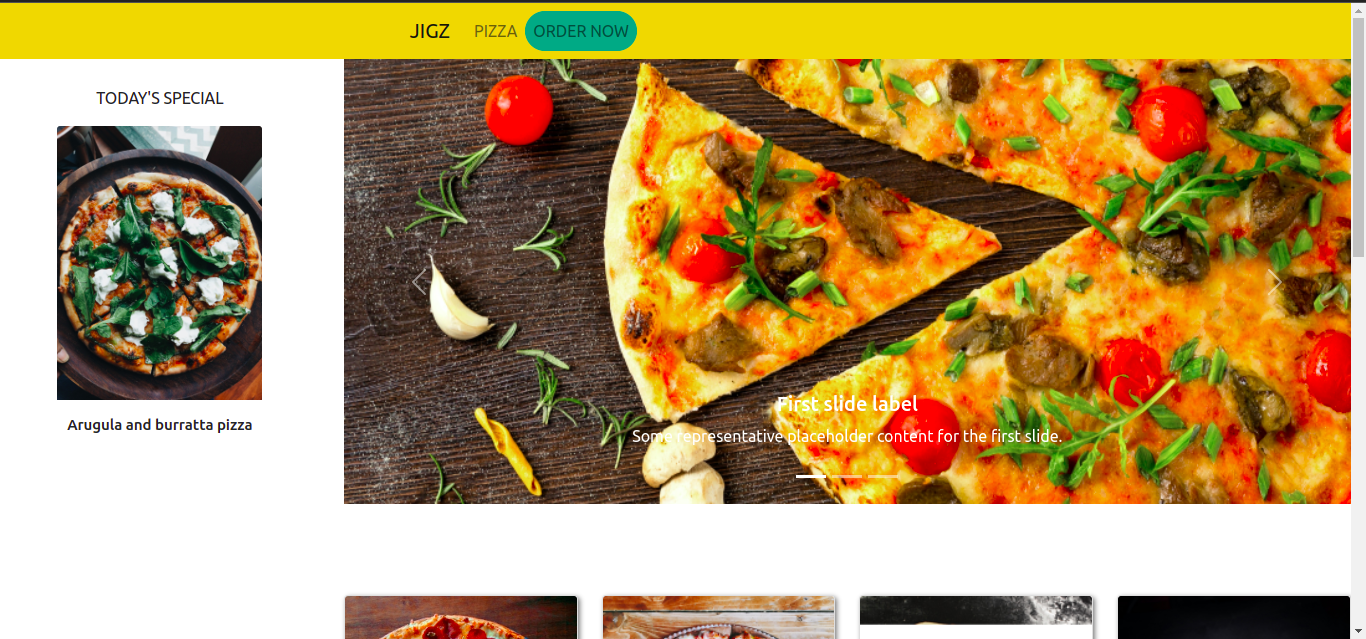 JIGZ PIZZA ORDER NOW
TODAY'S SPECIAL
Arugula and burratta pizza
First slide label
Some representative placeholder content for the first slide.